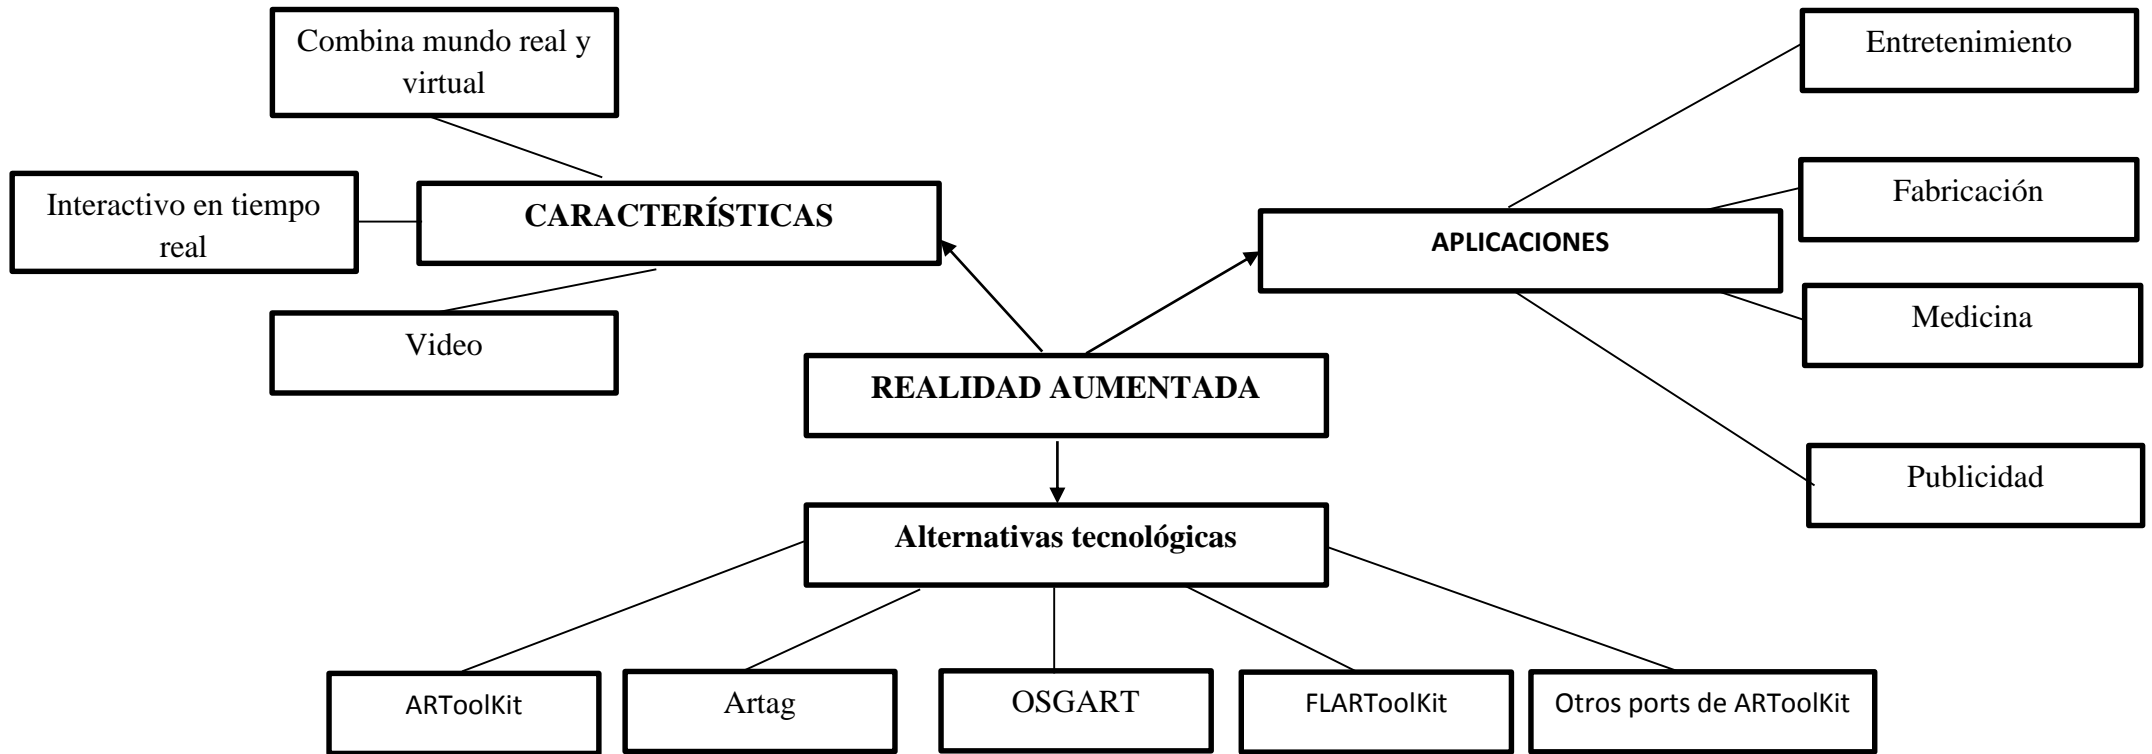 Combina mundo real y
virtual
Entretenimiento
Interactivo en tiempo
real
CARACTERÍSTICAS
Fabricación
APLICACIONES
Video
Medicina
REALIDAD AUMENTADA
Publicidad
Alternativas tecnológicas
ARToolKit
Artag
OSGART
FLARToolKit
Otros ports de ARToolKit